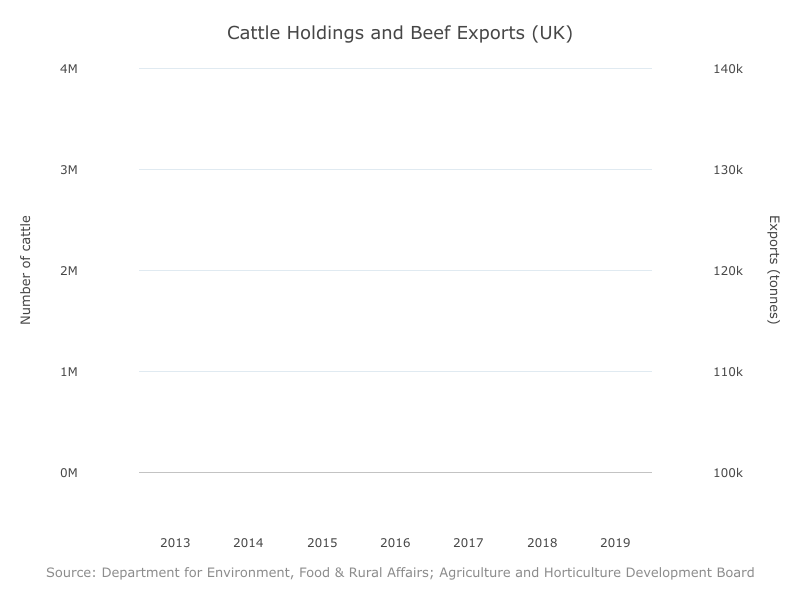 Cattle Holdings and Beef Exports (UK)
4M
140k
3M
130k
Number of cattle
Exports (tonnes)
2M
120k
1M
110k
0M
100k
2013 2014 2015 2016 2017 2018 2019
Source: Department for Environment, Food & Rural Affairs; Agriculture and Horticulture Development Board